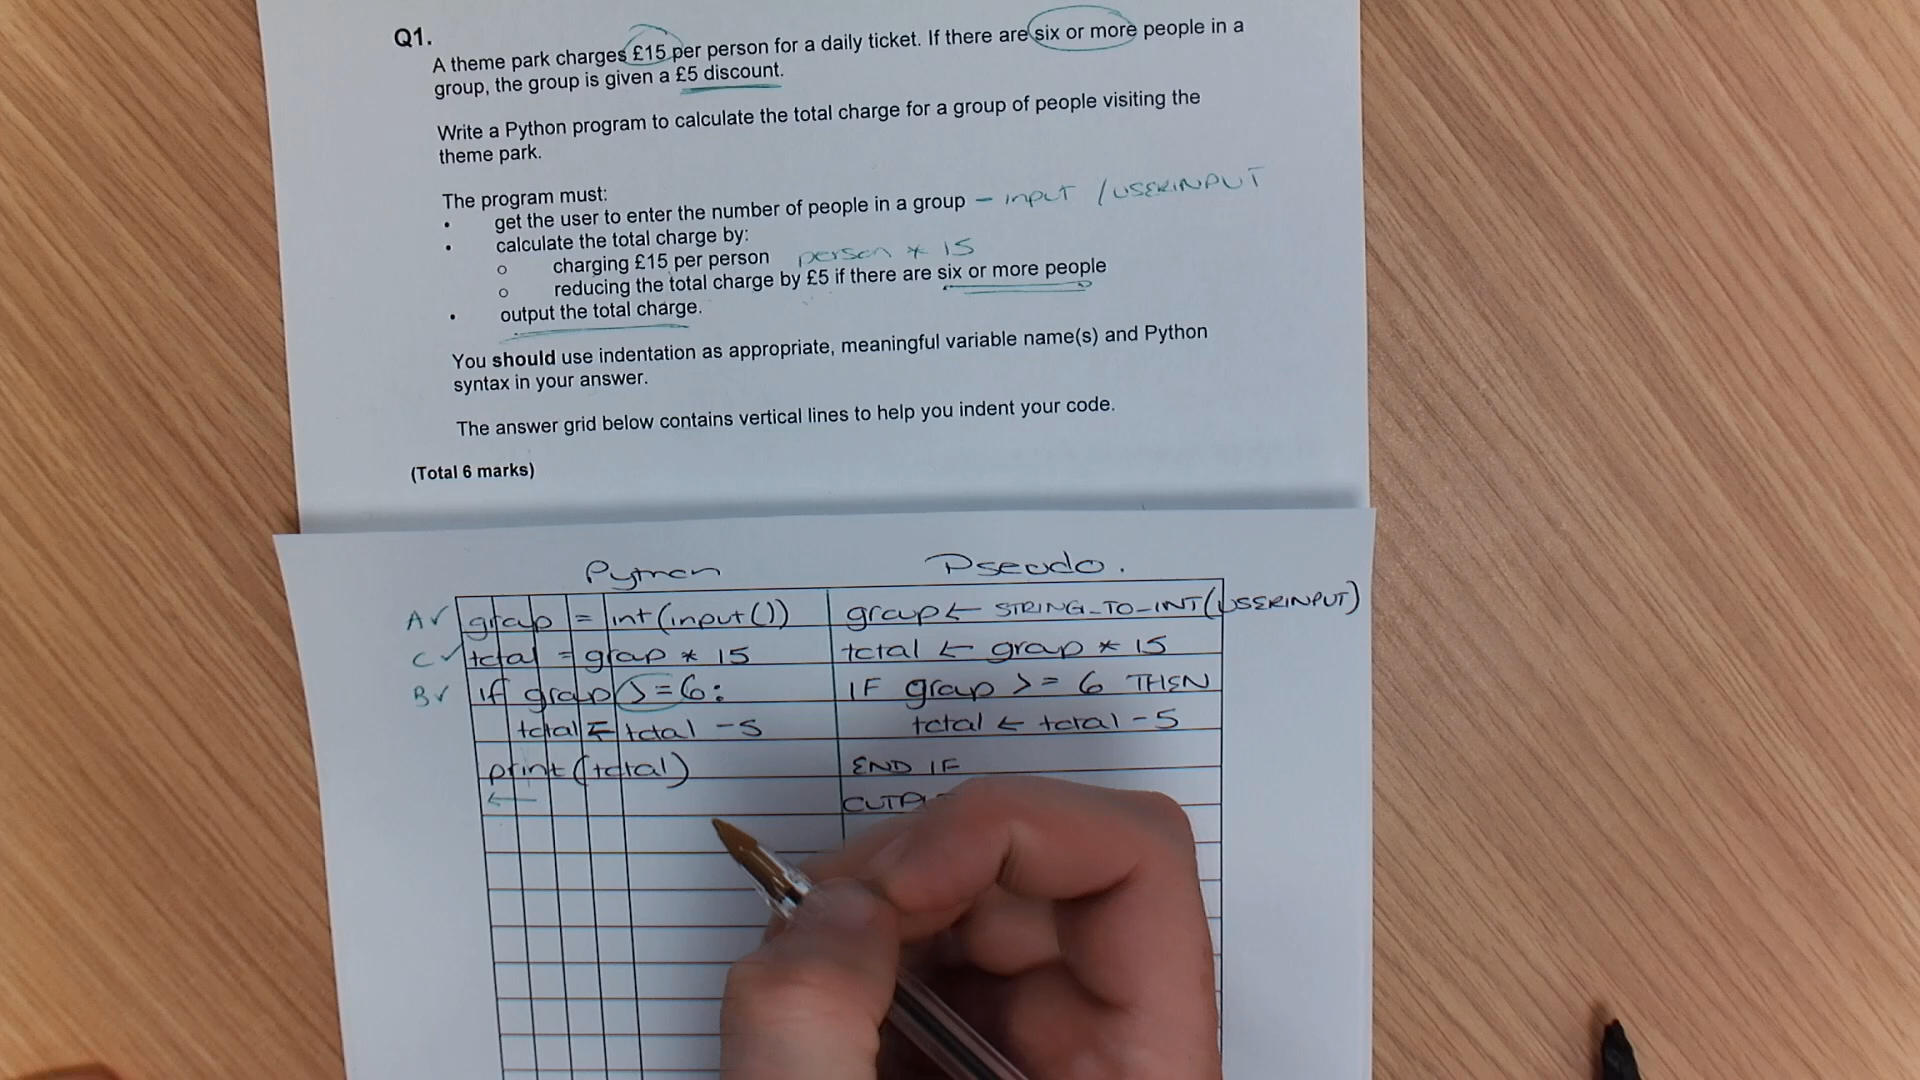 Q1.
A theme park charges £15 per person for a daily ticket. If there are six or more people in a
group, the group is given a £5 discount.
Write a Python program to calculate the total charge for a group of people visiting the
theme park.
The program must:
• get the user to enter the number of people in a group – input / USERINPUT
• calculate the total charge by:
o charging £15 per person person * 15
o reducing the total charge by £5 if there are six or more people
• output the total charge.
You should use indentation as appropriate, meaningful variable name(s) and Python
syntax in your answer.
The answer grid below contains vertical lines to help you indent your code.
(Total 6 marks)
Python Pseudo.
A✓ group = int(input()) group ← STRING_TO_INT(USERINPUT)
C✓ total = group * 15 total ← group * 15
B✓ if group >= 6: IF group >= 6 THEN
total = total - 5 total ← total - 5
print(total) END IF
←